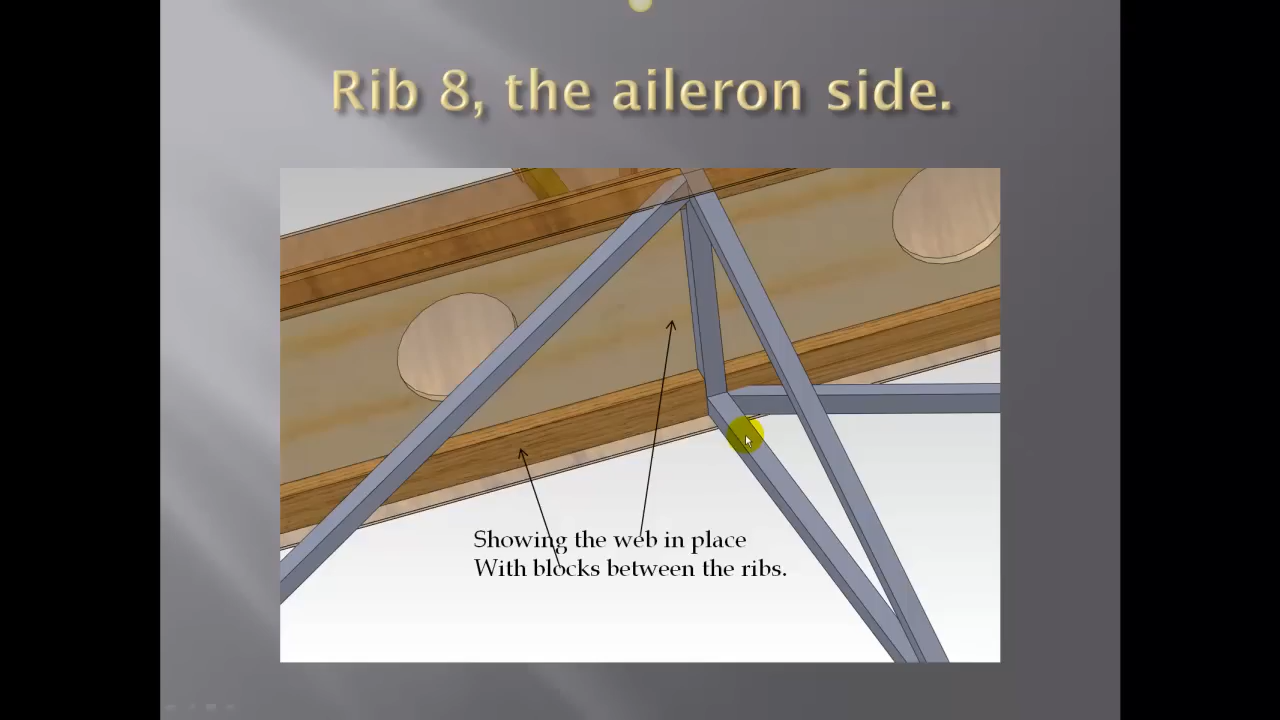 Rib 8, the aileron side.
Showing the web in place
With blocks between the ribs.